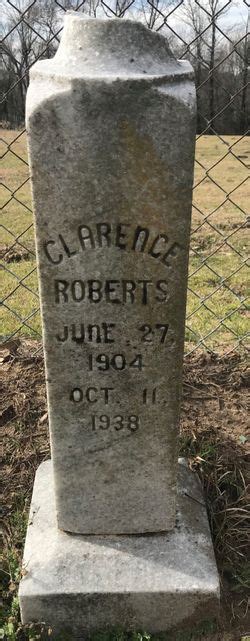 CLARENCE
ROBERTS
JUNE 27,
1904
OCT. 11,
1938